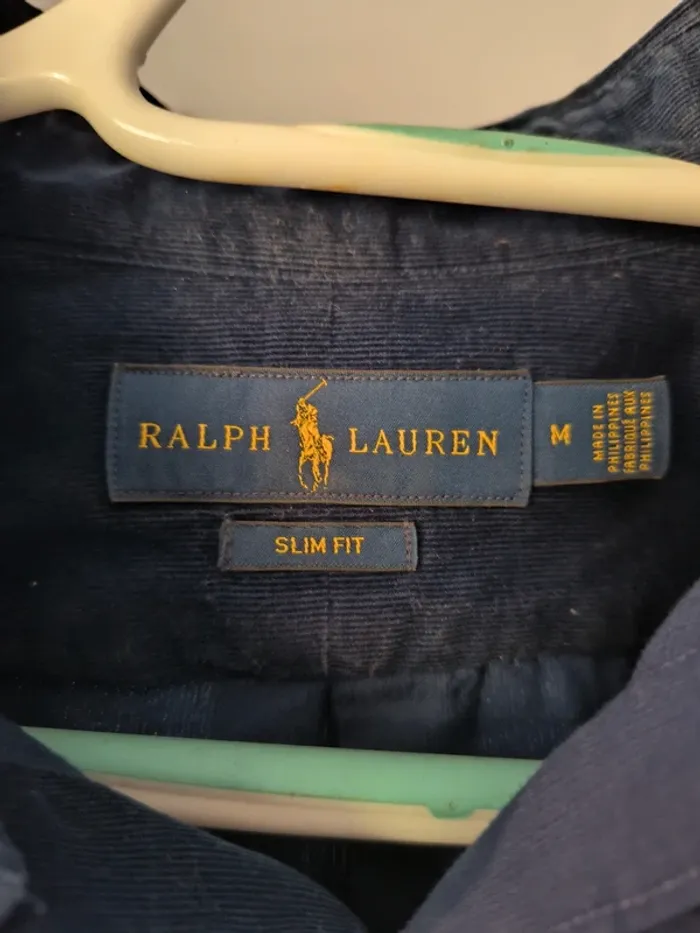 RALPH LAUREN
M
MADE IN
PHILIPPINES
FABRIQUÉ AUX
PHILIPPINES
SLIM FIT